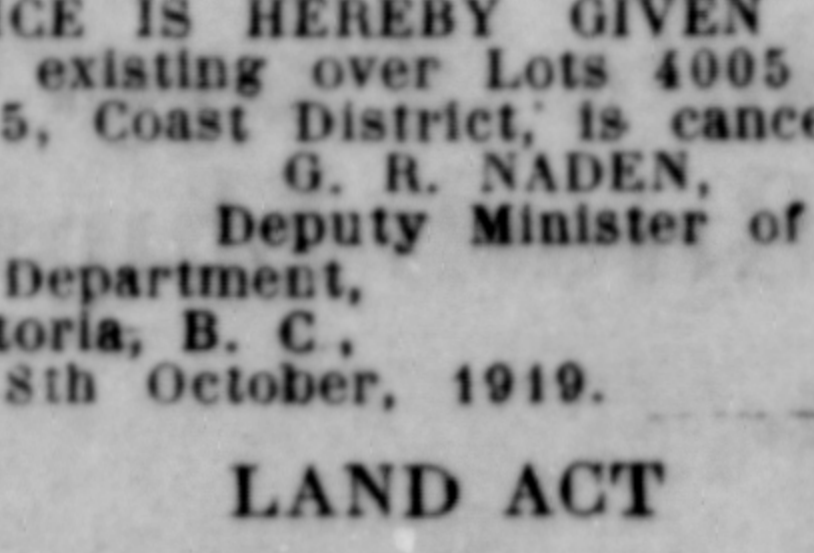 ICE IS HEREBY GIVEN
existing over Lots 4005
5, Coast District, is cance
G. R. NADEN,
Deputy Minister of
Department,
toria, B. C.,
8th October, 1919.
LAND ACT